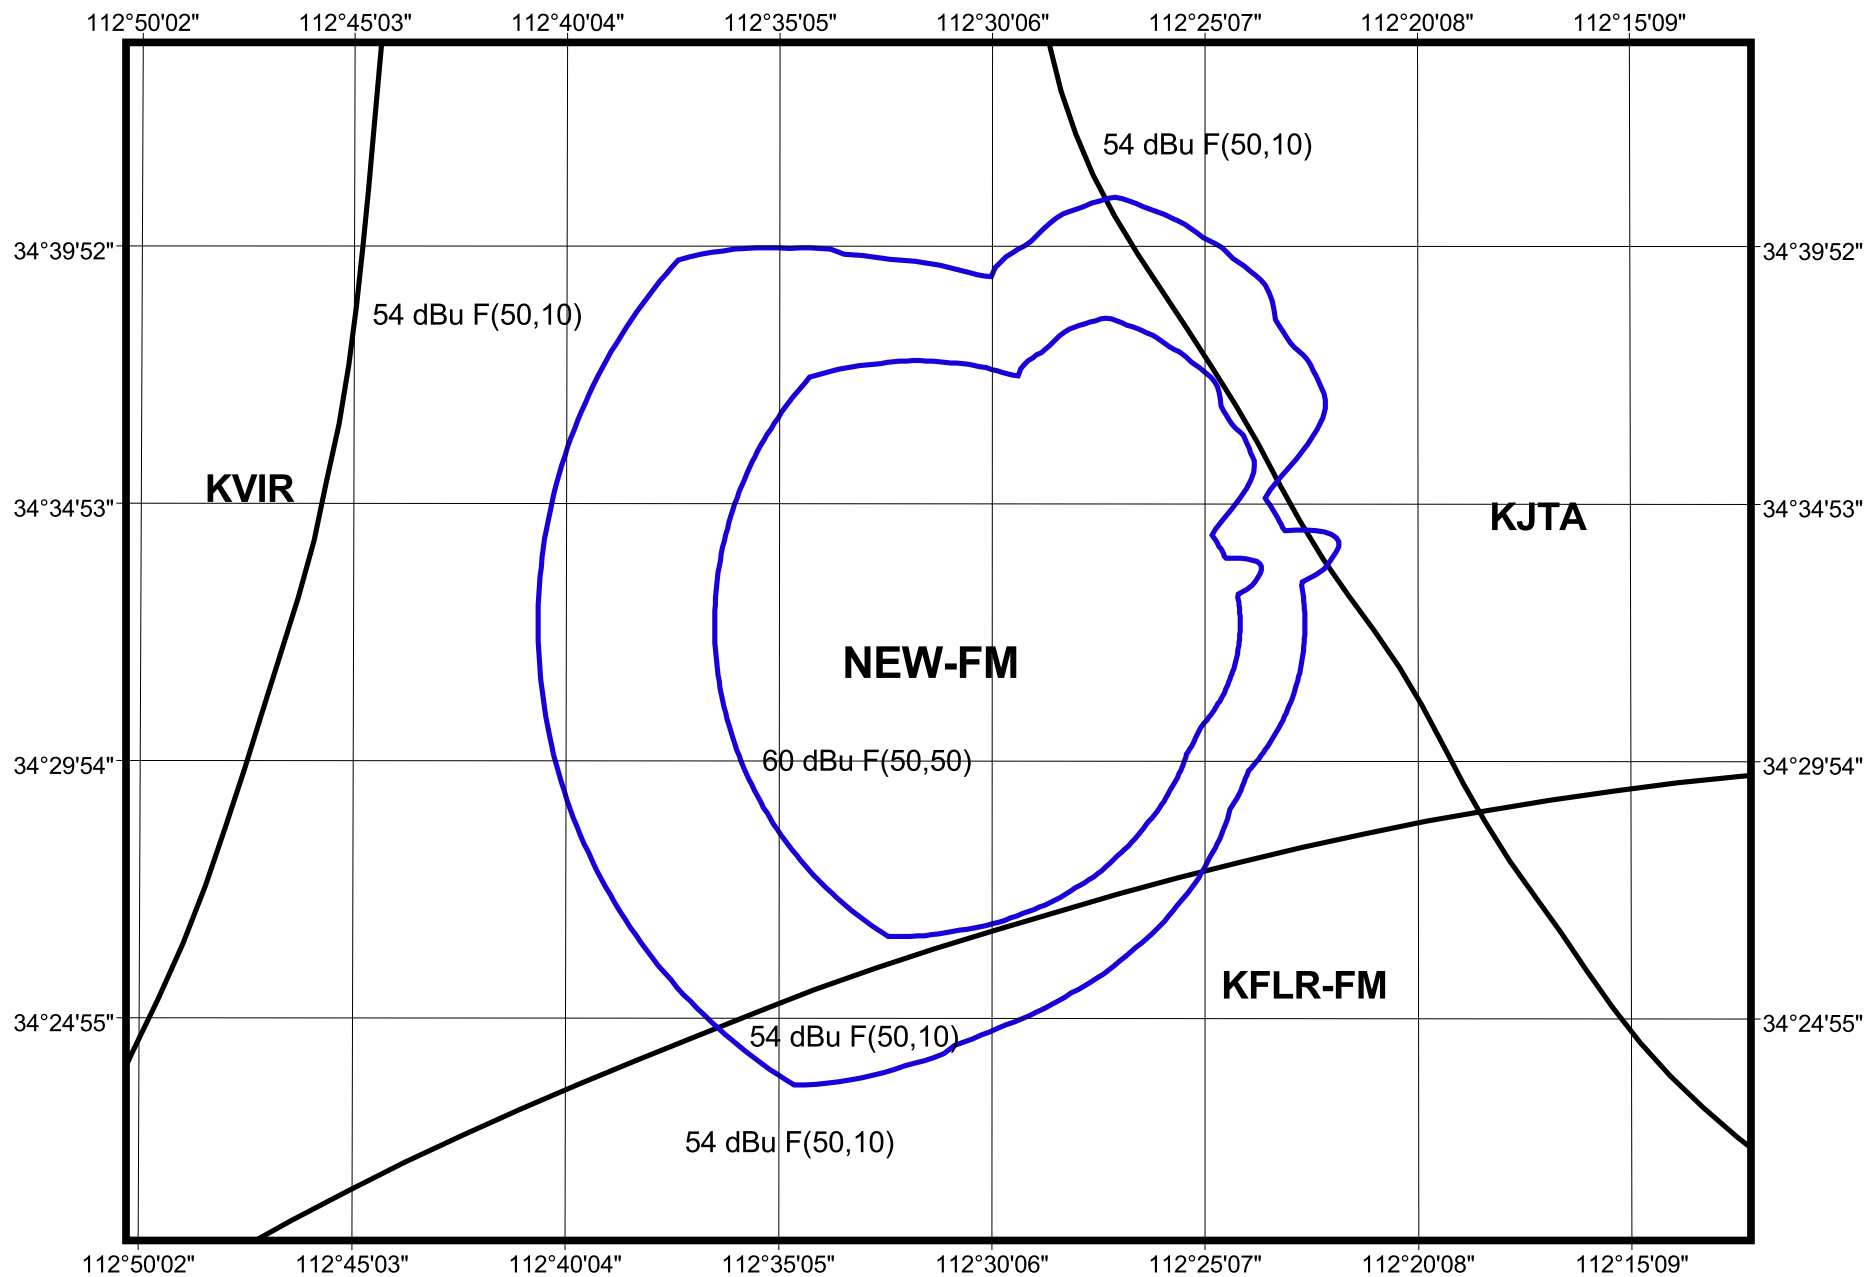 112°50'02" 112°45'03" 112°40'04" 112°35'05" 112°30'06" 112°25'07" 112°20'08" 112°15'09"
54 dBu F(50,10)
34°39'52" 34°39'52"
54 dBu F(50,10)
KVIR
34°34'53" 34°34'53"
KJTA
NEW-FM
34°29'54" 60 dBu F(50,50) 34°29'54"
KFLR-FM
34°24'55" 34°24'55"
54 dBu F(50,10)
54 dBu F(50,10)
112°50'02" 112°45'03" 112°40'04" 112°35'05" 112°30'06" 112°25'07" 112°20'08" 112°15'09"